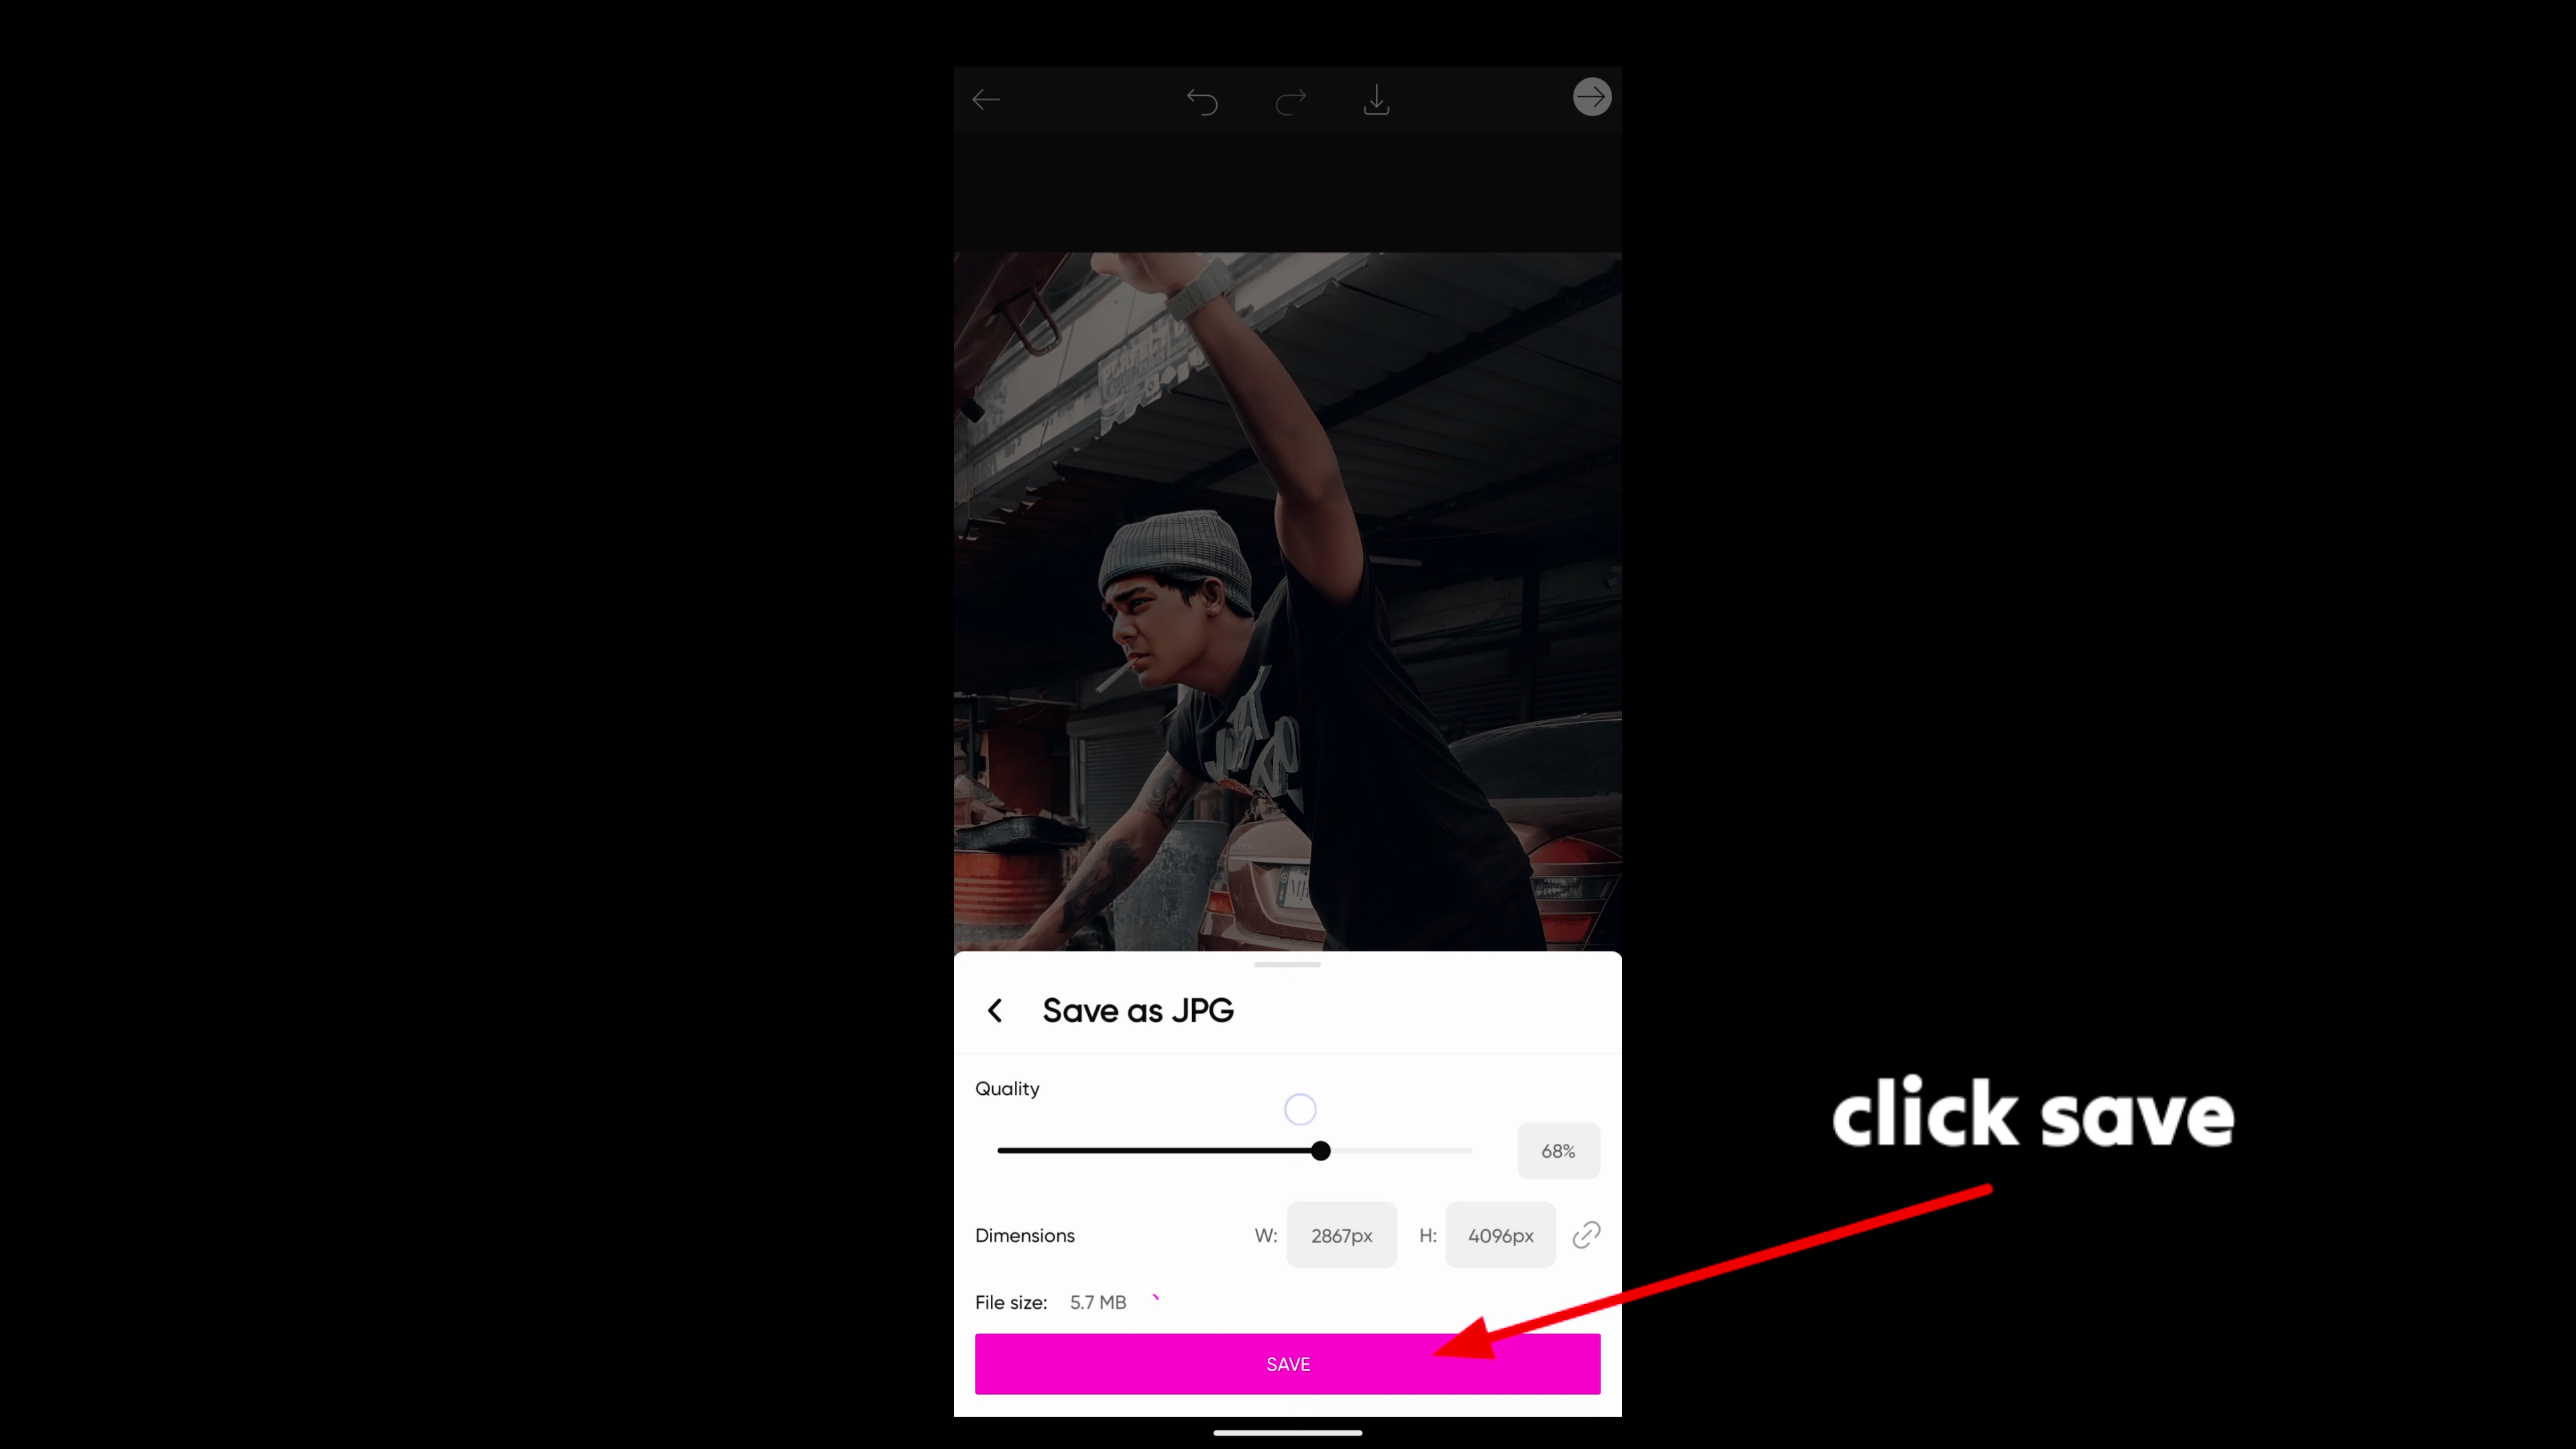 Save as JPG
Quality
68%
Dimensions W: 2867px H: 4096px
File size: 5.7 MB
SAVE
click save